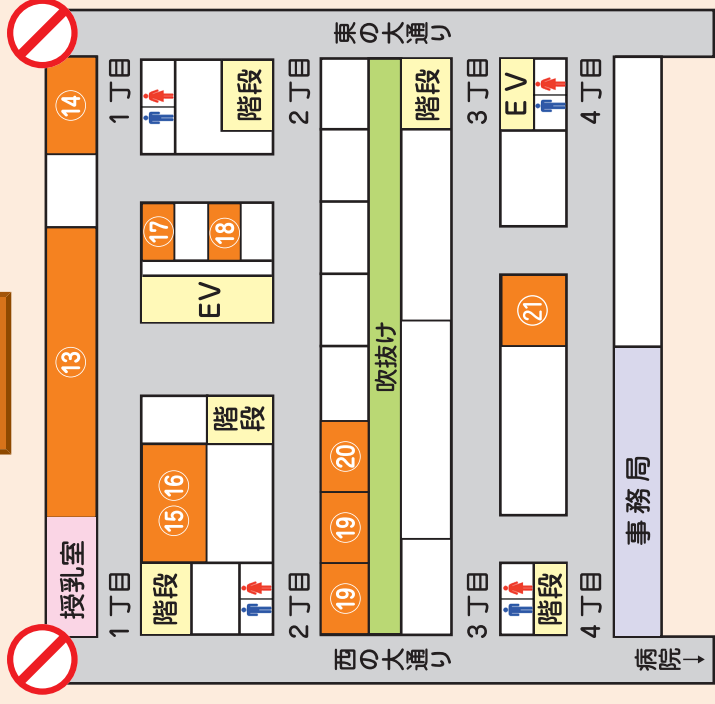 東の大通り
⑭
1丁目
階段
2丁目
階段
3丁目
EV
4丁目
⑰
⑱
EV
⑬
吹抜け
㉑
階段
⑮⑯
⑳
⑲
⑲
授乳室
1丁目
階段
2丁目
3丁目
階段
4丁目
事務局
西の大通り
病院→